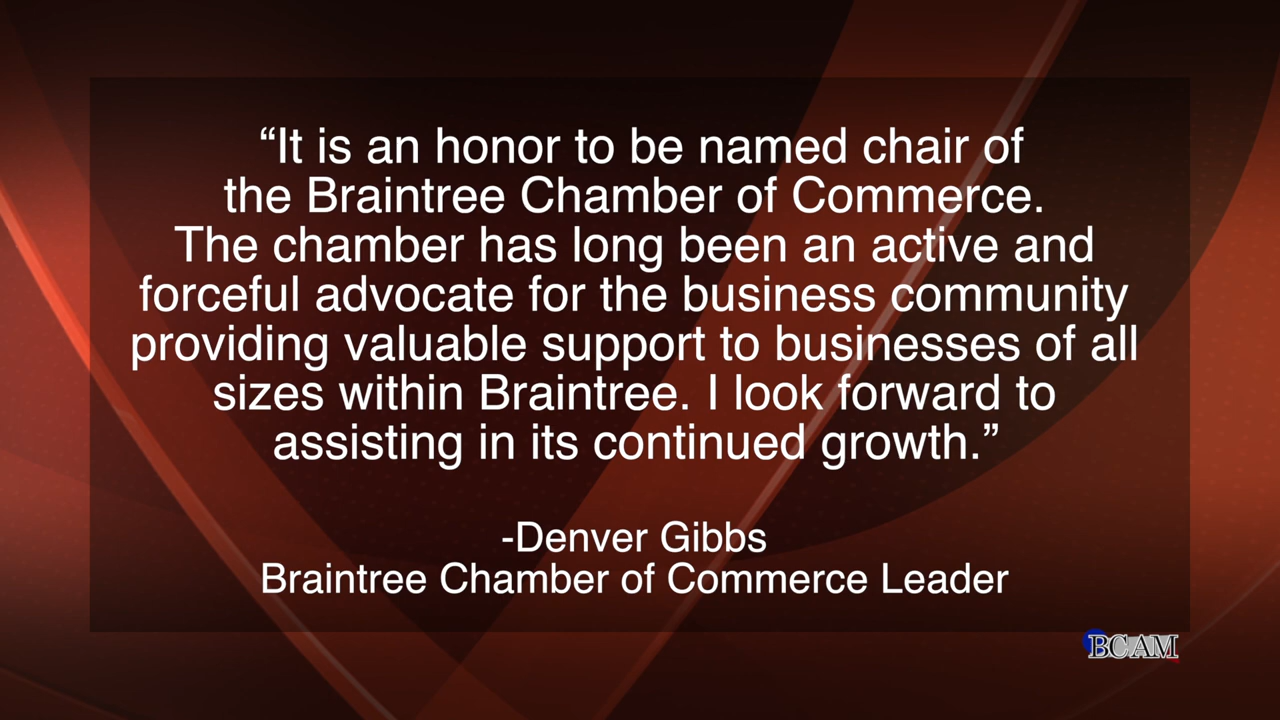 “It is an honor to be named chair of
the Braintree Chamber of Commerce.
The chamber has long been an active and
forceful advocate for the business community
providing valuable support to businesses of all
sizes within Braintree. I look forward to
assisting in its continued growth.”
-Denver Gibbs
Braintree Chamber of Commerce Leader
BCAM